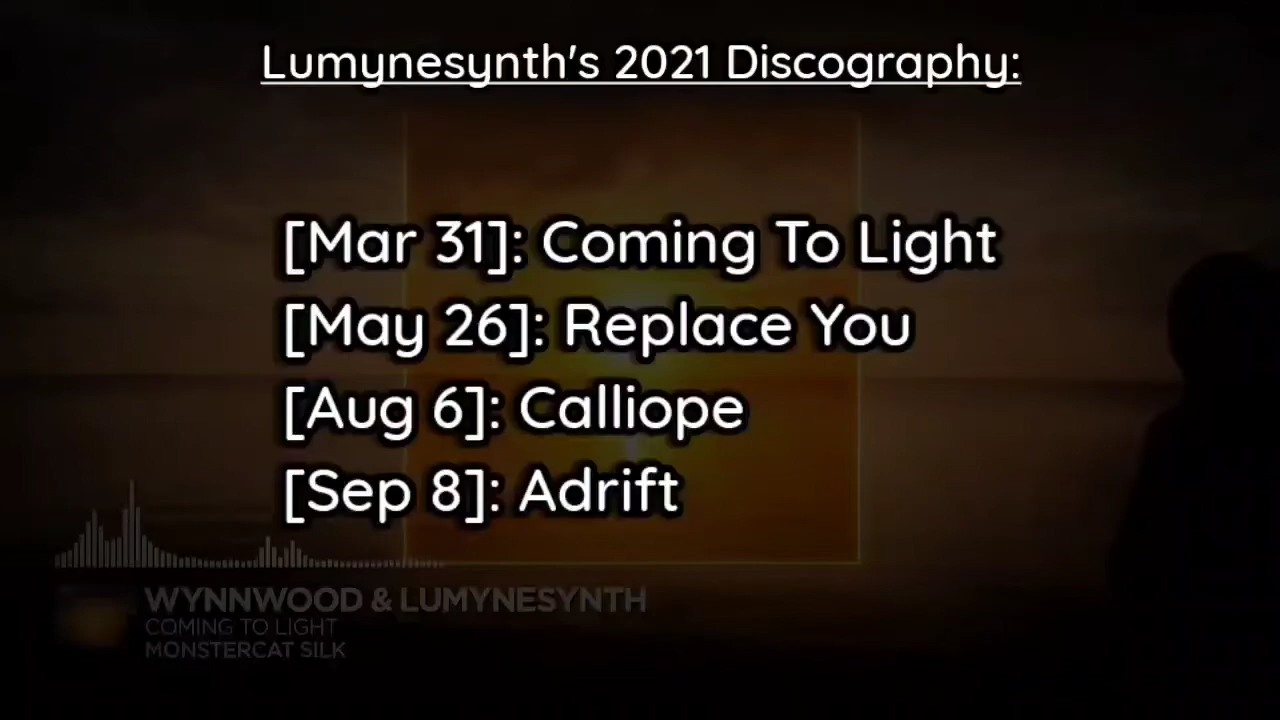 Lumynesynth's 2021 Discography:
[Mar 31]: Coming To Light
[May 26]: Replace You
[Aug 6]: Calliope
[Sep 8]: Adrift
WYNNWOOD & LUMYNESYNTH
COMING TO LIGHT
MONSTERCAT SILK